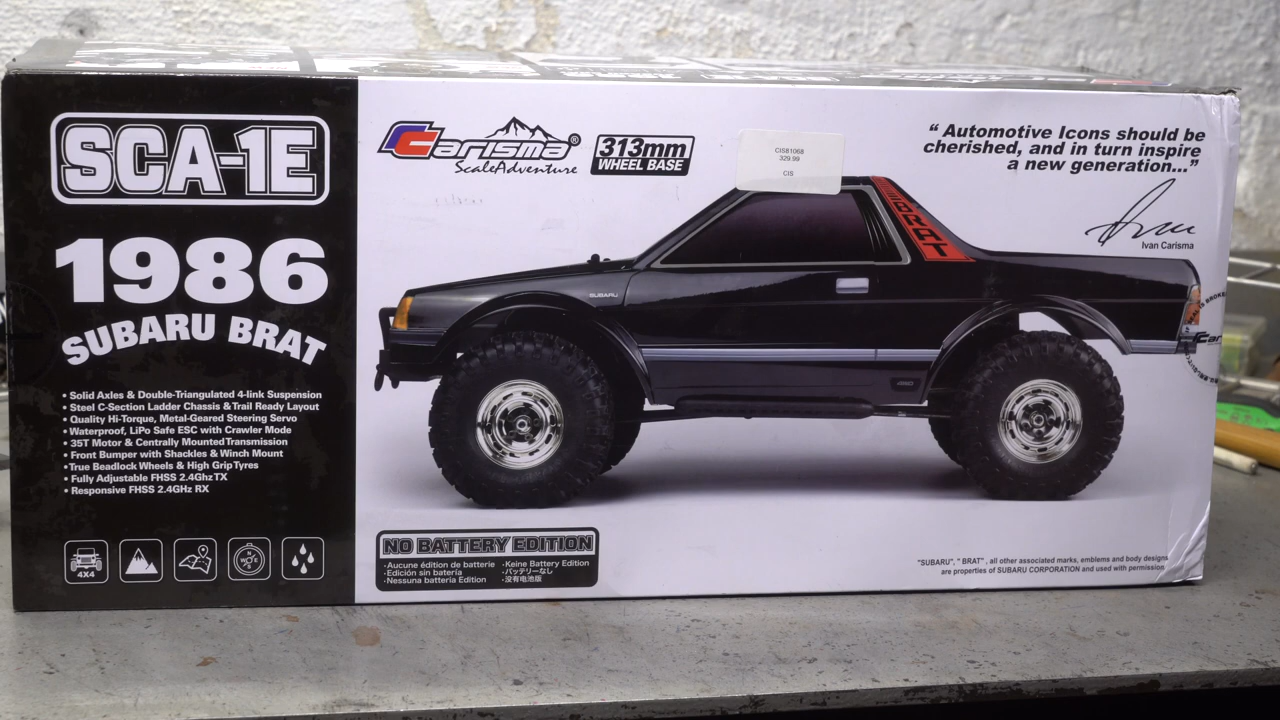 SCA-1E
1986
SUBARU BRAT
• Solid Axles & Double-Triangulated 4-link Suspension
• Steel C-Section Ladder Chassis & Trail Ready Layout
• Quality Hi-Torque, Metal-Geared Steering Servo
• Waterproof, LiPo Safe ESC with Crawler Mode
• 35T Motor & Centrally Mounted Transmission
• Front Bumper with Shackles & Winch Mount
• True Beadlock Wheels & High Grip Tyres
• Fully Adjustable FHSS 2.4Ghz TX
• Responsive FHSS 2.4GHz RX
4X4
N
W E
S
Carisma®
ScaleAdventure
313mm
WHEEL BASE
CIS81068
329.99
CIS
“ Automotive Icons should be
cherished, and in turn inspire
a new generation...”
Ivan Carisma
BRAT
SUBARU
4WD
NO BATTERY EDITION
•Aucune édition de batterie
•Edición sin batería
•Nessuna batteria Edition
•Keine Battery Edition
•バッテリーなし
•没有电池版
"SUBARU", " BRAT" , all other associated marks, emblems and body designs
are properties of SUBARU CORPORATION and used with permission.